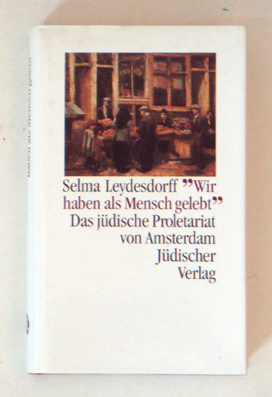 Selma Leydesdorff ”Wir
haben als Mensch gelebt”
Das jüdische Proletariat
von Amsterdam
Jüdischer
Verlag